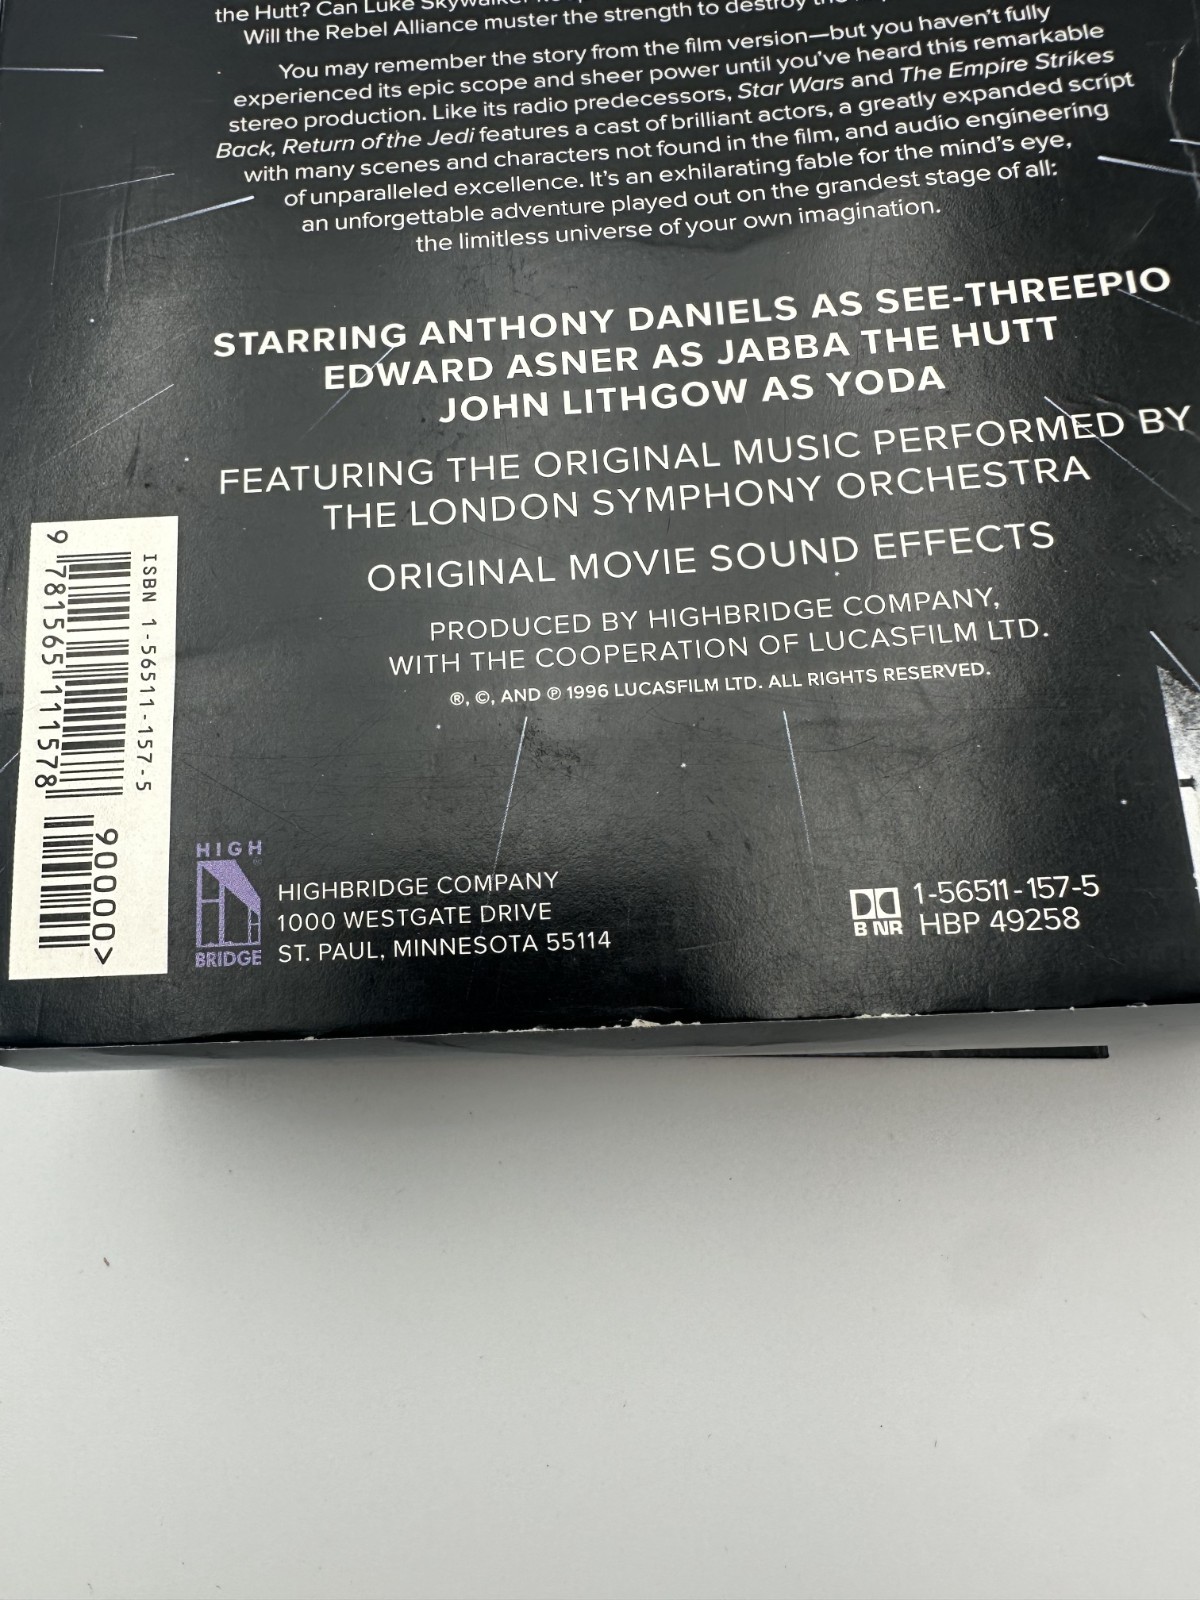 the Hutt? Can Luke Skywalker
Will the Rebel Alliance muster the strength to destroy
You may remember the story from the film version—but you haven't fully
experienced its epic scope and sheer power until you've heard this remarkable
stereo production. Like its radio predecessors, Star Wars and The Empire Strikes
Back, Return of the Jedi features a cast of brilliant actors, a greatly expanded script
with many scenes and characters not found in the film, and audio engineering
of unparalleled excellence. It's an exhilarating fable for the mind's eye,
an unforgettable adventure played out on the grandest stage of all:
the limitless universe of your own imagination.
STARRING ANTHONY DANIELS AS SEE-THREEPIO
EDWARD ASNER AS JABBA THE HUTT
JOHN LITHGOW AS YODA
FEATURING THE ORIGINAL MUSIC PERFORMED BY
THE LONDON SYMPHONY ORCHESTRA
ORIGINAL MOVIE SOUND EFFECTS
PRODUCED BY HIGHBRIDGE COMPANY,
WITH THE COOPERATION OF LUCASFILM LTD.
®, ©, AND ℗ 1996 LUCASFILM LTD. ALL RIGHTS RESERVED.
ISBN 1-56511-157-5
9 781565 111578
90000>
HIGH
BRIDGE
HIGHBRIDGE COMPANY
1000 WESTGATE DRIVE
ST. PAUL, MINNESOTA 55114
B NR
1-56511-157-5
HBP 49258